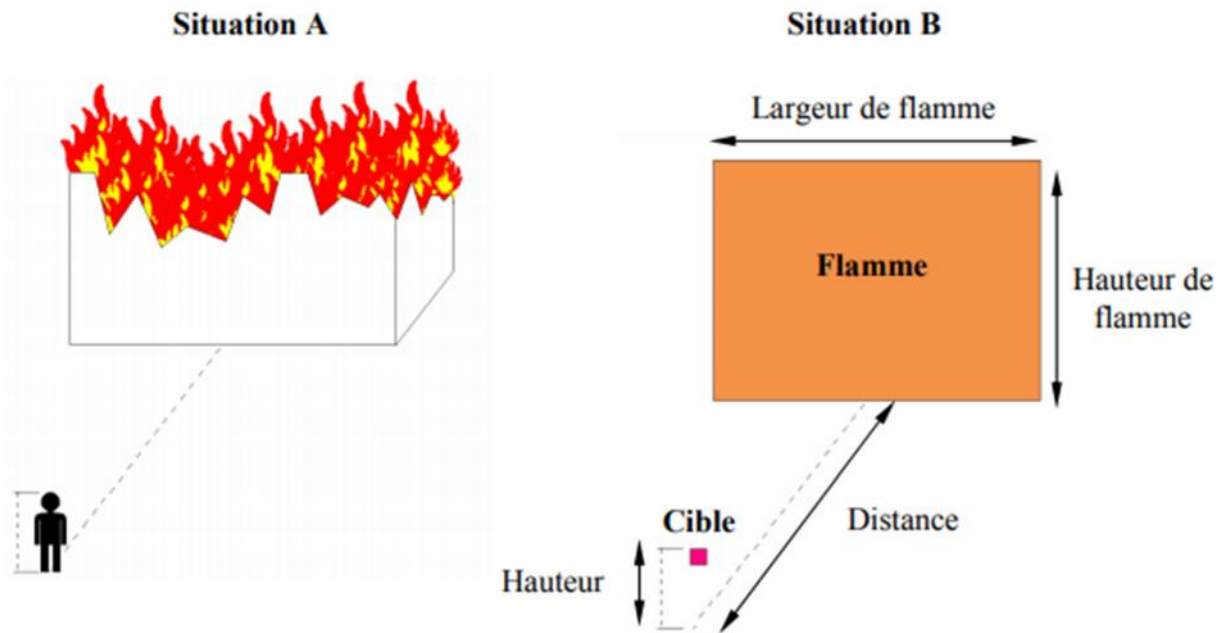 Situation A
Situation B
Largeur de flamme
Flamme
Hauteur de
flamme
Cible
Distance
Hauteur